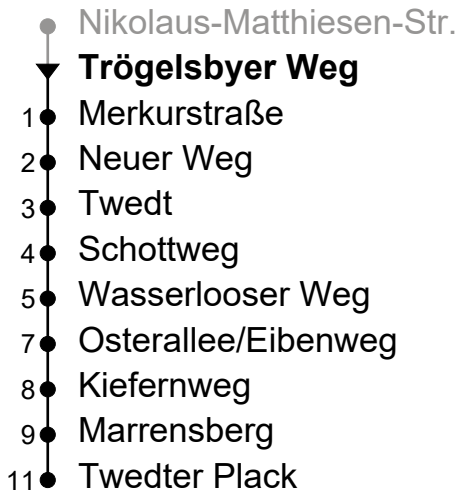 Nikolaus-Matthiesen-Str.
Trögelsbyer Weg
1 Merkurstraße
2 Neuer Weg
3 Twedt
4 Schottweg
5 Wasserlooser Weg
7 Osterallee/Eibenweg
8 Kiefernweg
9 Marrensberg
11 Twedter Plack